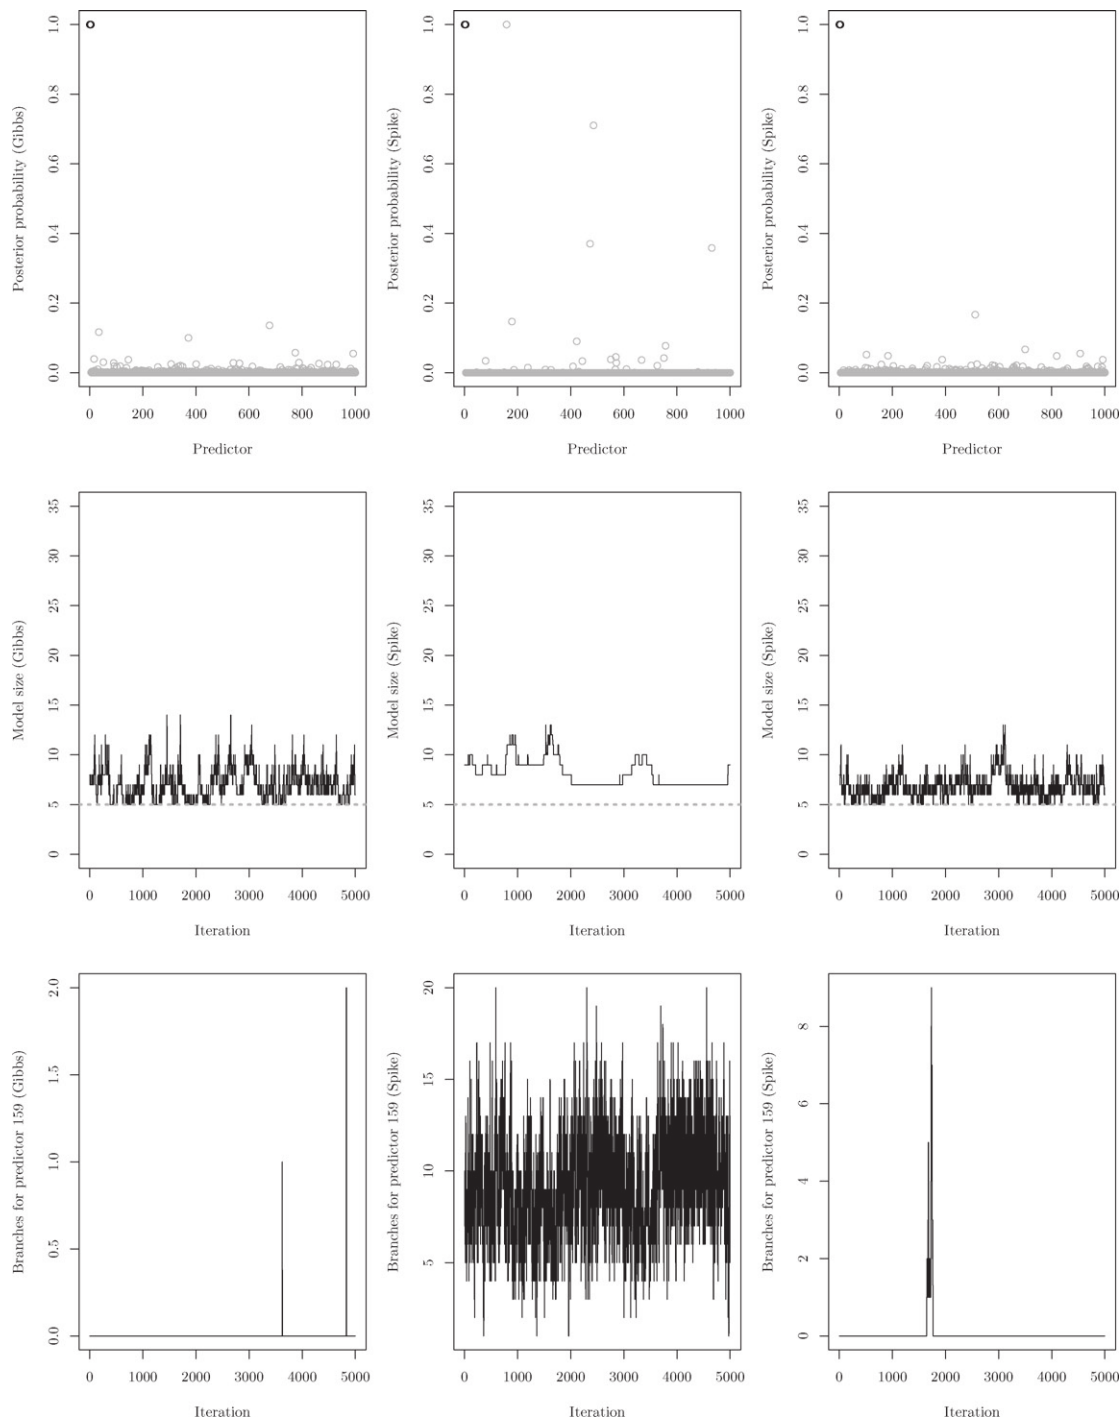 Posterior probability (Gibbs)
1.0
0.8
0.6
0.4
0.2
0.0
0 200 400 600 800 1000
Predictor
Posterior probability (Spike)
1.0
0.8
0.6
0.4
0.2
0.0
0 200 400 600 800 1000
Predictor
Posterior probability (Spike)
1.0
0.8
0.6
0.4
0.2
0.0
0 200 400 600 800 1000
Predictor
Model size (Gibbs)
35
30
25
20
15
10
5
0
0 1000 2000 3000 4000 5000
Iteration
Model size (Spike)
35
30
25
20
15
10
5
0
0 1000 2000 3000 4000 5000
Iteration
Model size (Spike)
35
30
25
20
15
10
5
0
0 1000 2000 3000 4000 5000
Iteration
Branches for predictor 159 (Gibbs)
2.0
1.5
1.0
0.5
0.0
0 1000 2000 3000 4000 5000
Iteration
Branches for predictor 159 (Spike)
20
15
10
5
0 1000 2000 3000 4000 5000
Iteration
Branches for predictor 159 (Spike)
8
6
4
2
0
0 1000 2000 3000 4000 5000
Iteration